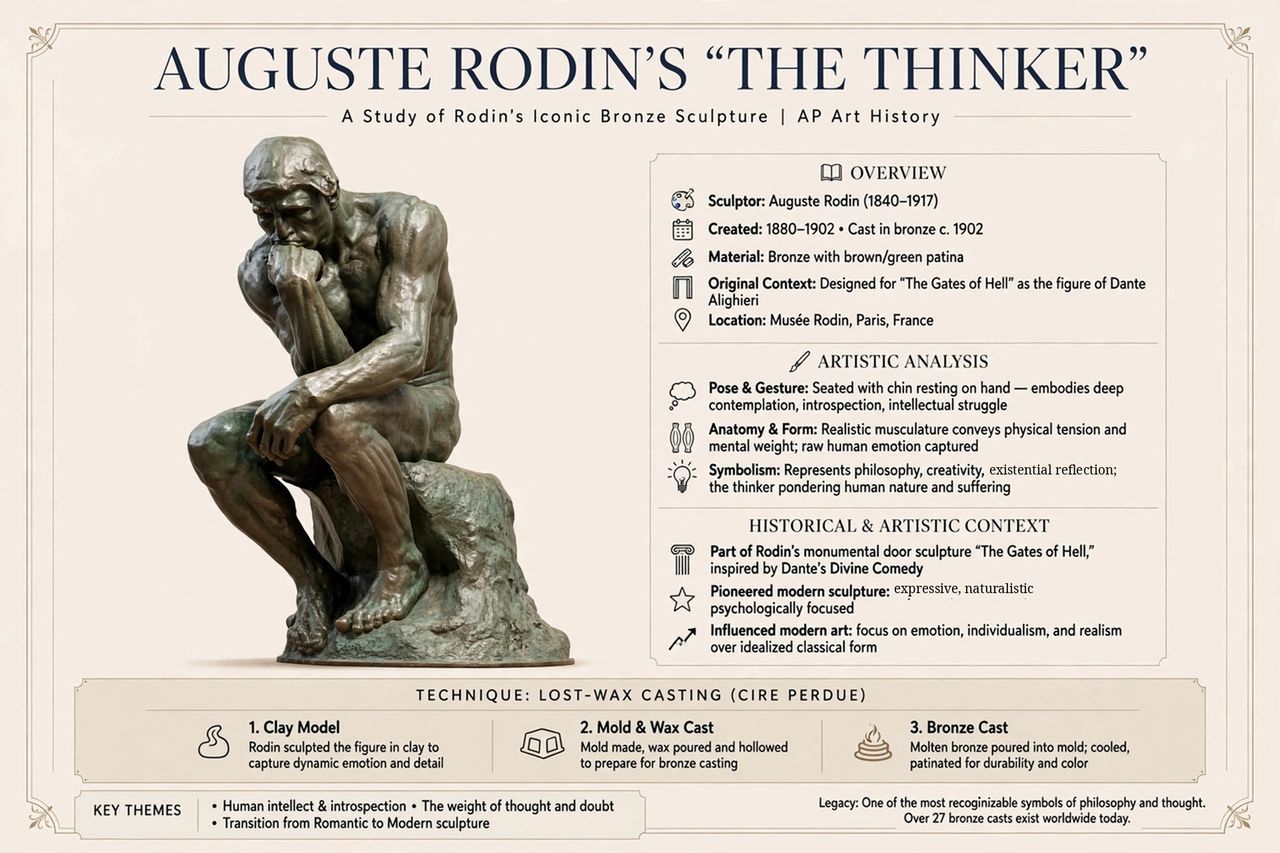 AUGUSTE RODIN’S “THE THINKER”
A Study of Rodin’s Iconic Bronze Sculpture | AP Art History
OVERVIEW
Sculptor: Auguste Rodin (1840–1917)
Created: 1880–1902 • Cast in bronze c. 1902
Material: Bronze with brown/green patina
Original Context: Designed for “The Gates of Hell” as the figure of Dante
Alighieri
Location: Musée Rodin, Paris, France
ARTISTIC ANALYSIS
Pose & Gesture: Seated with chin resting on hand — embodies deep
contemplation, introspection, intellectual struggle
Anatomy & Form: Realistic musculature conveys physical tension and
mental weight; raw human emotion captured
Symbolism: Represents philosophy, creativity, existential reflection;
the thinker pondering human nature and suffering
HISTORICAL & ARTISTIC CONTEXT
Part of Rodin’s monumental door sculpture “The Gates of Hell,”
inspired by Dante’s Divine Comedy
Pioneered modern sculpture: expressive, naturalistic
psychologically focused
Influenced modern art: focus on emotion, individualism, and realism
over idealized classical form
TECHNIQUE: LOST-WAX CASTING (CIRE PERDUE)
1. Clay Model
Rodin sculpted the figure in clay to
capture dynamic emotion and detail
2. Mold & Wax Cast
Mold made, wax poured and hollowed
to prepare for bronze casting
3. Bronze Cast
Molten bronze poured into mold; cooled,
patinated for durability and color
KEY THEMES
• Human intellect & introspection • The weight of thought and doubt
• Transition from Romantic to Modern sculpture
Legacy: One of the most recoginizable symbols of philosophy and thought.
Over 27 bronze casts exist worldwide today.